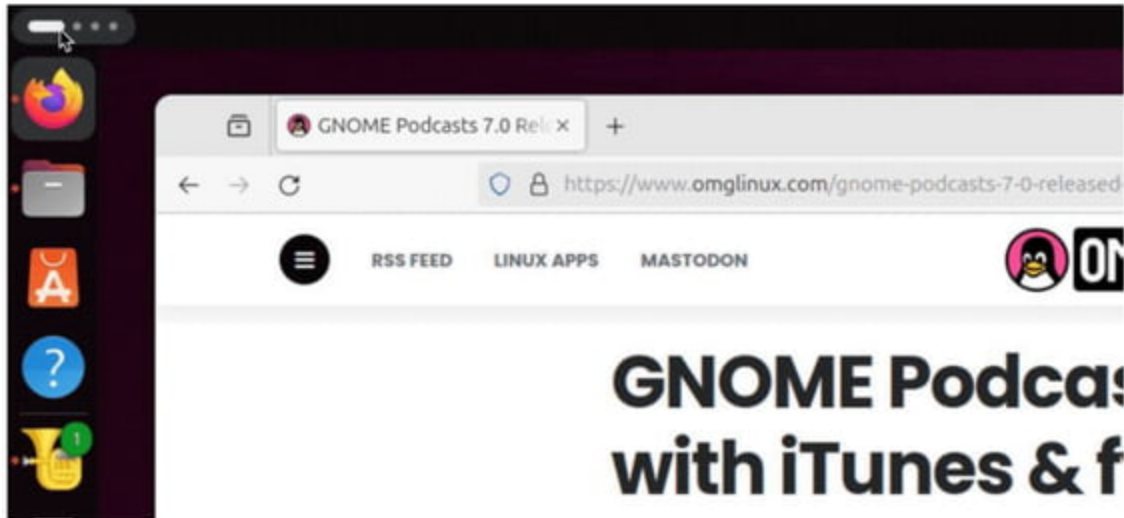 GNOME Podcasts 7.0 Rel
https://www.omglinux.com/gnome-podcasts-7-0-released-
RSS FEED LINUX APPS MASTODON
A
?
1
GNOME Podcas
with iTunes & f